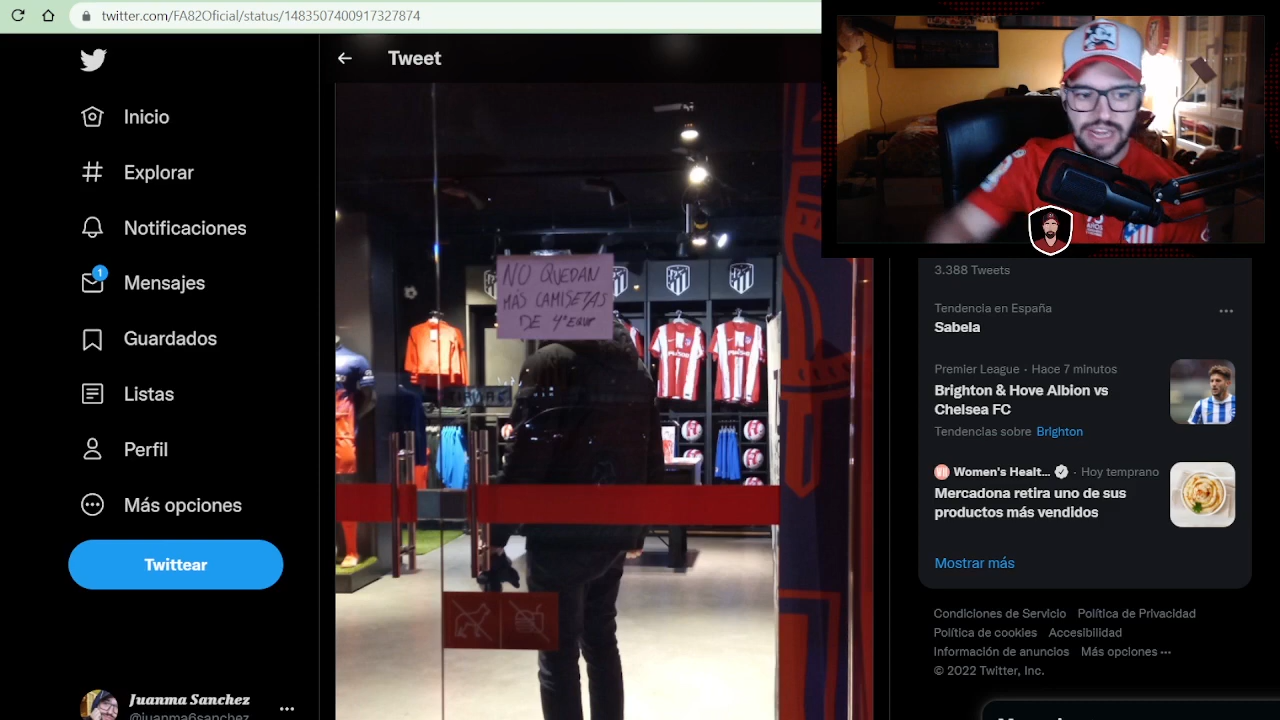 twitter.com/FA82Oficial/status/1483507400917327874
Tweet
Inicio
Explorar
Notificaciones
1
Mensajes
Guardados
Listas
Perfil
Más opciones
Twittear
Juanma Sanchez
@juanma6sanchez
NO QUEDAN
MÁS CAMISETAS
DE 4ª EQUIP
3.388 Tweets
Tendencia en España
Sabela
Premier League · Hace 7 minutos
Brighton & Hove Albion vs
Chelsea FC
Tendencias sobre Brighton
Women's Healt... · Hoy temprano
Mercadona retira uno de sus
productos más vendidos
Mostrar más
Condiciones de Servicio Política de Privacidad
Política de cookies Accesibilidad
Información de anuncios Más opciones ···
© 2022 Twitter, Inc.